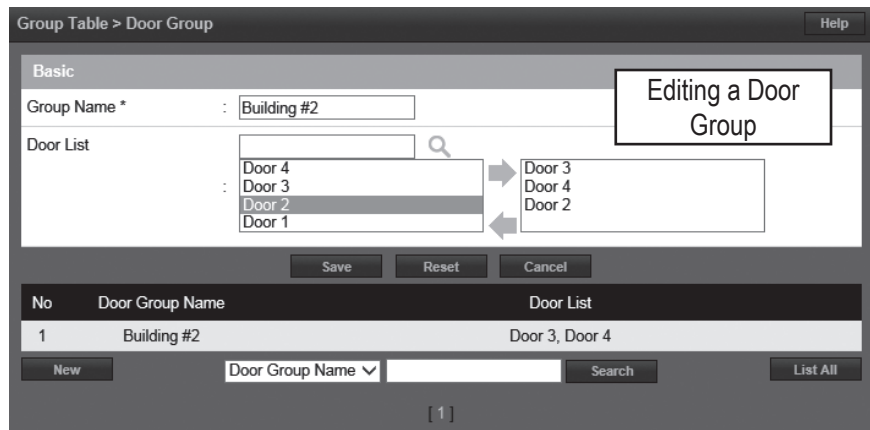 Group Table > Door Group
Help
Basic
Editing a Door
Group
Group Name * : Building #2
Door List :
Door 4
Door 3
Door 2
Door 1
Door 3
Door 4
Door 2
Save Reset Cancel
No Door Group Name Door List
1 Building #2 Door 3, Door 4
New Door Group Name Search List All
[ 1 ]